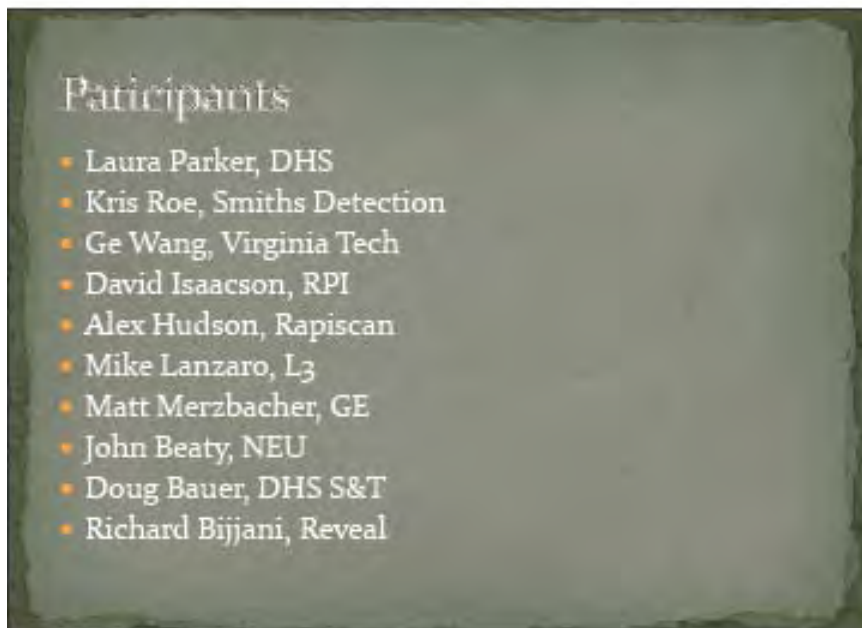 Paticipants
Laura Parker, DHS
Kris Roe, Smiths Detection
Ge Wang, Virginia Tech
David Isaacson, RPI
Alex Hudson, Rapiscan
Mike Lanzaro, L3
Matt Merzbacher, GE
John Beaty, NEU
Doug Bauer, DHS S&T
Richard Bijjani, Reveal